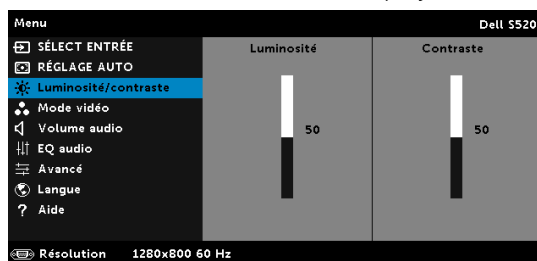 Menu Dell S520
SÉLECT ENTRÉE
RÉGLAGE AUTO
Luminosité/contraste
Mode vidéo
Volume audio
EQ audio
Avancé
Langue
? Aide
Luminosité Contraste
50 50
Résolution 1280x800 60 Hz